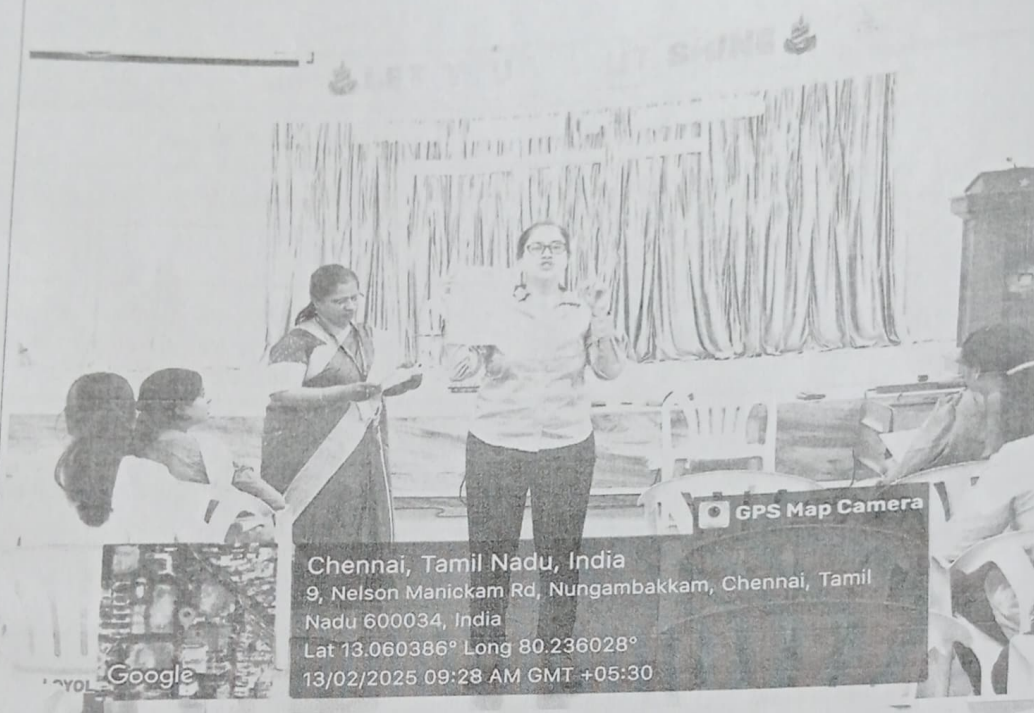 SHINE
GPS Map Camera
Chennai, Tamil Nadu, India
9, Nelson Manickam Rd, Nungambakkam, Chennai, Tamil
Nadu 600034, India
Lat 13.060386° Long 80.236028°
13/02/2025 09:28 AM GMT +05:30
Google